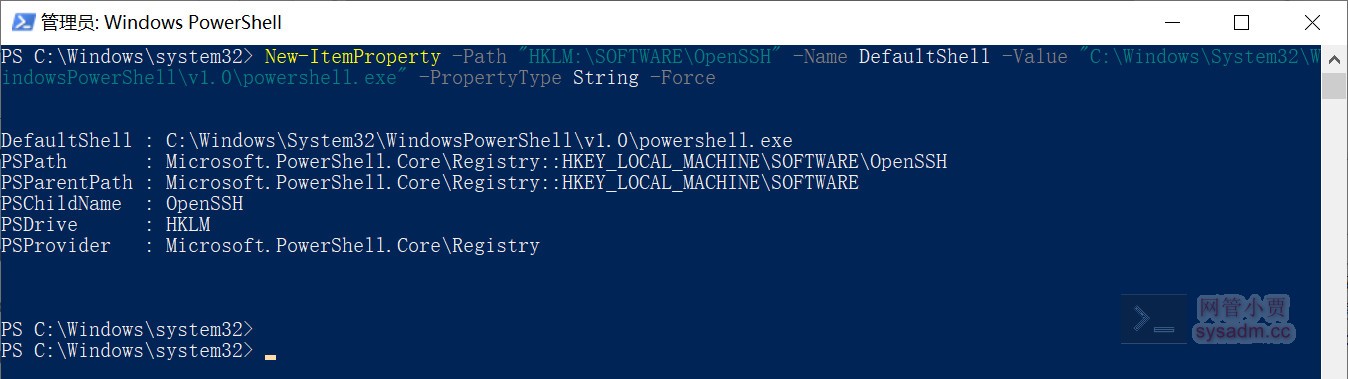 管理员: Windows PowerShell
PS C:\Windows\system32> New-ItemProperty -Path "HKLM:\SOFTWARE\OpenSSH" -Name DefaultShell -Value "C:\Windows\System32\W
indowsPowerShell\v1.0\powershell.exe" -PropertyType String -Force
DefaultShell : C:\Windows\System32\WindowsPowerShell\v1.0\powershell.exe
PSPath       : Microsoft.PowerShell.Core\Registry::HKEY_LOCAL_MACHINE\SOFTWARE\OpenSSH
PSParentPath : Microsoft.PowerShell.Core\Registry::HKEY_LOCAL_MACHINE\SOFTWARE
PSChildName  : OpenSSH
PSDrive      : HKLM
PSProvider   : Microsoft.PowerShell.Core\Registry
PS C:\Windows\system32>
PS C:\Windows\system32>
网管小贾
sysadm.cc